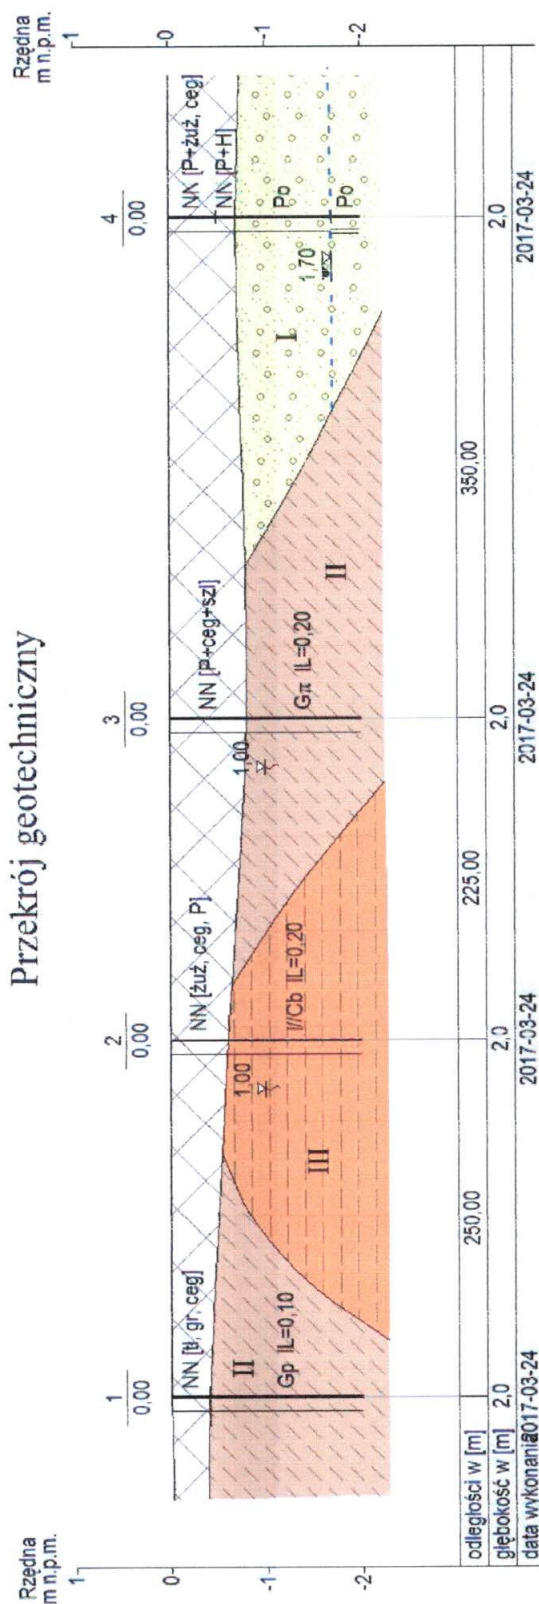 Przekrój geotechniczny
Rzędna
m n.p.m.
1
0
-1
-2
Rzędna
m n.p.m.
1
0
-1
-2
1
0,00
2
0,00
3
0,00
4
0,00
NN [tł, gr, ceg]
NN [żuż, ceg, P]
NN [P+ceg+szl]
NN [P+żuż, ceg]
NN [P+H]
II
Gp IL=0,10
III
1,00
I//Cb IL=0,20
1,00
Gπ IL=0,20
II
I
1,70
Po
Po
odległości w [m]
250,00
225,00
350,00
głębokość w [m]
2,0
2,0
2,0
2,0
data wykonania
2017-03-24
2017-03-24
2017-03-24
2017-03-24